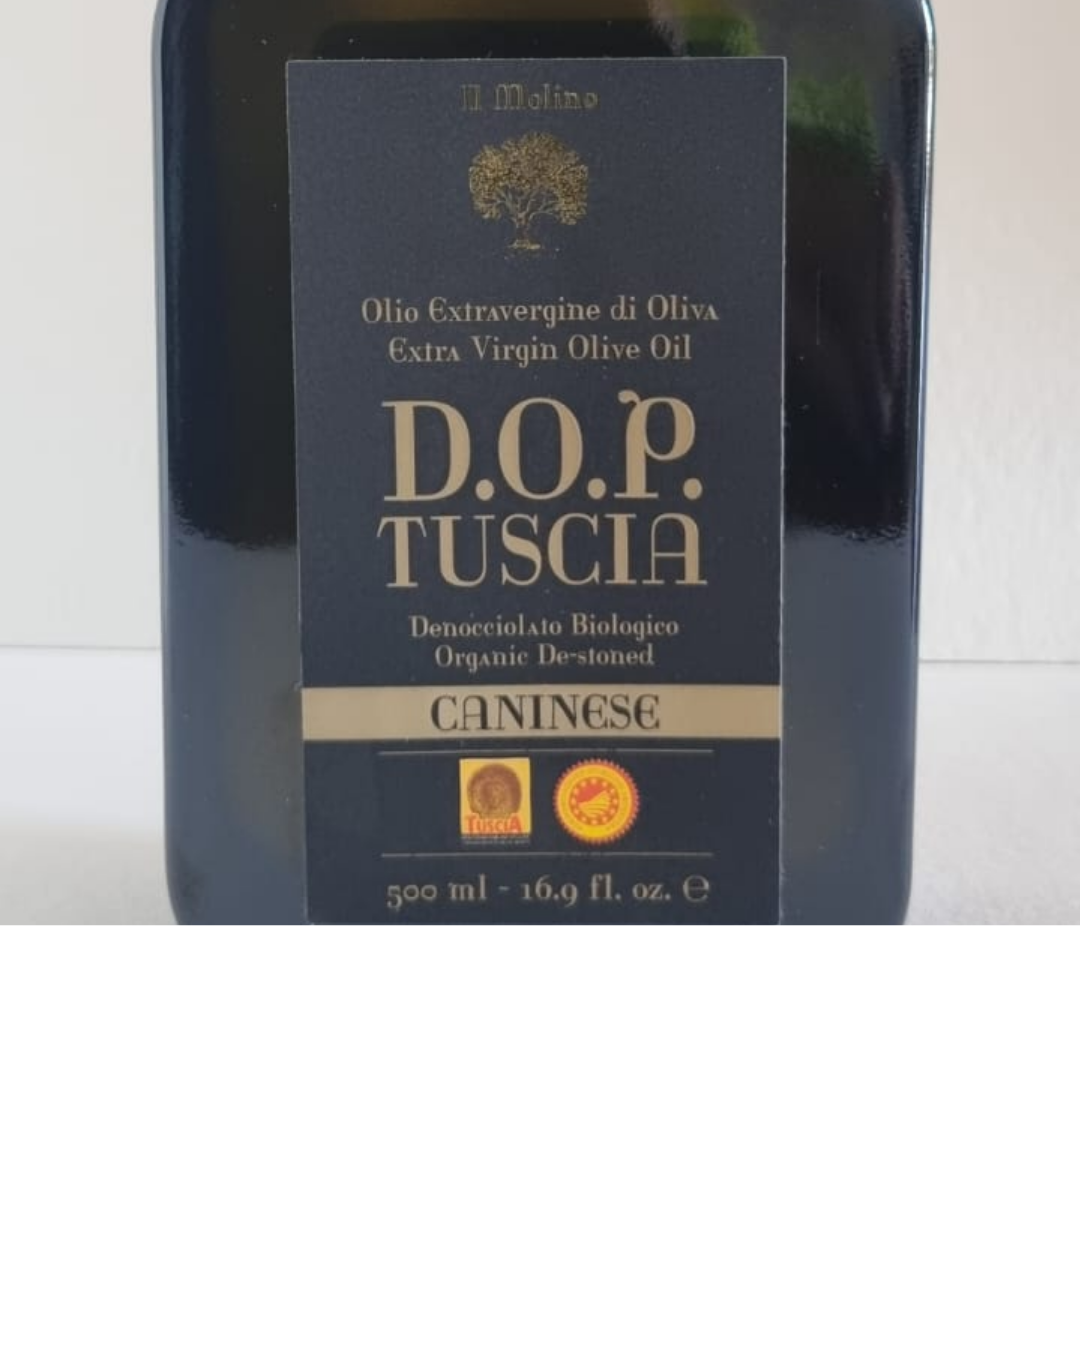 Il Molino
Olio Extravergine di Oliva
Extra Virgin Olive Oil
D.O.P.
TUSCIA
Denocciolato Biologico
Organic De-stoned
CANINESE
TUSCIA
500 ml - 16.9 fl. oz. ℮